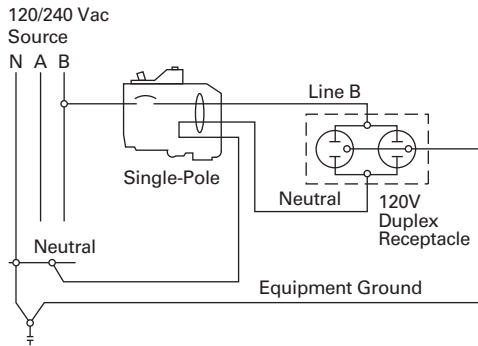 120/240 Vac
Source
N A B
Line B
Single-Pole
Neutral
120V
Duplex
Receptacle
Neutral
Equipment Ground